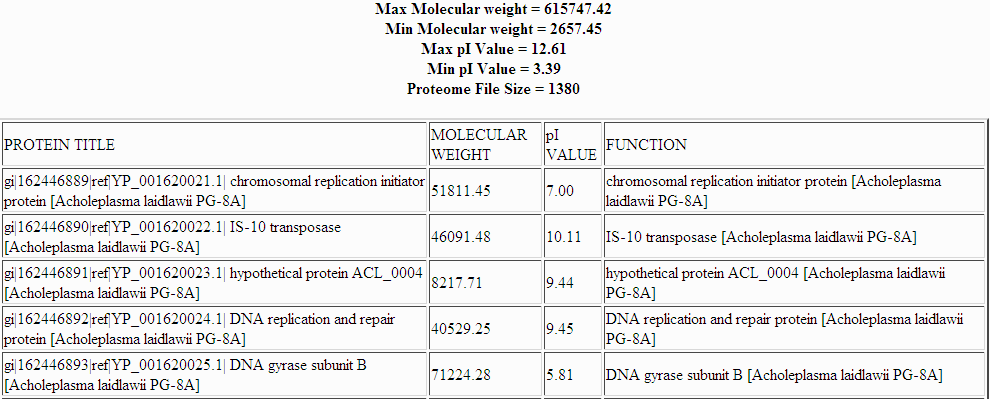 Max Molecular weight = 615747.42
Min Molecular weight = 2657.45
Max pI Value = 12.61
Min pI Value = 3.39
Proteome File Size = 1380
PROTEIN TITLE
MOLECULAR
WEIGHT
pI
VALUE
FUNCTION
gi|162446889|ref|YP_001620021.1| chromosomal replication initiator
protein [Acholeplasma laidlawii PG-8A]
51811.45
7.00
chromosomal replication initiator protein [Acholeplasma
laidlawii PG-8A]
gi|162446890|ref|YP_001620022.1| IS-10 transposase
[Acholeplasma laidlawii PG-8A]
46091.48
10.11
IS-10 transposase [Acholeplasma laidlawii PG-8A]
gi|162446891|ref|YP_001620023.1| hypothetical protein ACL_0004
[Acholeplasma laidlawii PG-8A]
8217.71
9.44
hypothetical protein ACL_0004 [Acholeplasma laidlawii
PG-8A]
gi|162446892|ref|YP_001620024.1| DNA replication and repair
protein [Acholeplasma laidlawii PG-8A]
40529.25
9.45
DNA replication and repair protein [Acholeplasma laidlawii
PG-8A]
gi|162446893|ref|YP_001620025.1| DNA gyrase subunit B
[Acholeplasma laidlawii PG-8A]
71224.28
5.81
DNA gyrase subunit B [Acholeplasma laidlawii PG-8A]